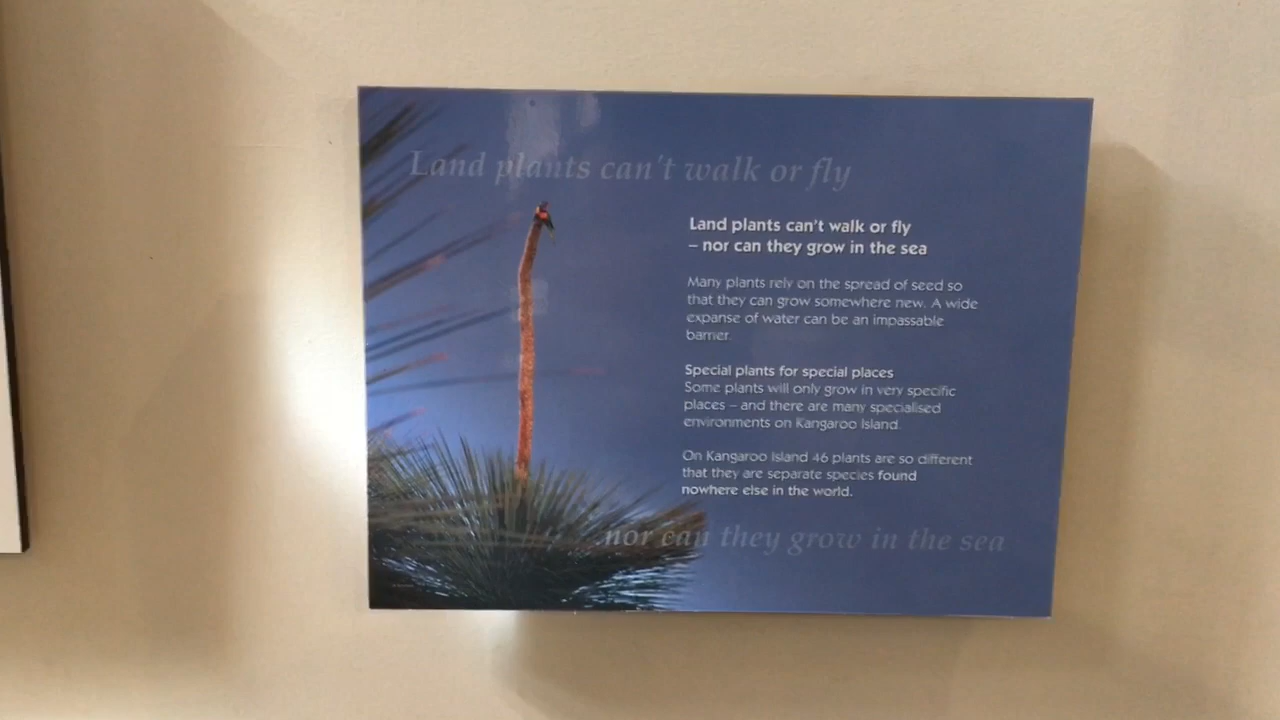 Land plants can't walk or fly
Land plants can't walk or fly
– nor can they grow in the sea
Many plants rely on the spread of seed so
that they can grow somewhere new. A wide
expanse of water can be an impassable
barrier.
Special plants for special places
Some plants will only grow in very specific
places – and there are many specialised
environments on Kangaroo Island.
On Kangaroo Island 46 plants are so different
that they are separate species found
nowhere else in the world.
...nor can they grow in the sea